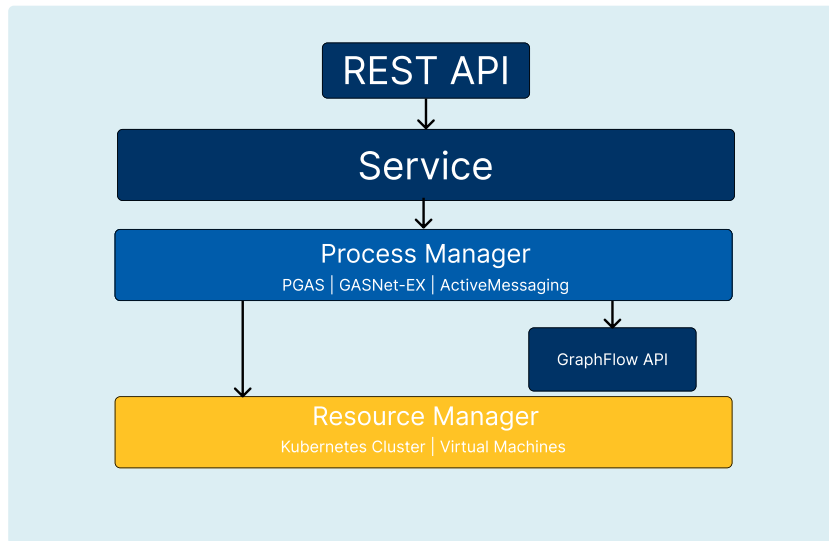 REST API
Service
Process Manager
PGAS | GASNet-EX | ActiveMessaging
GraphFlow API
Resource Manager
Kubernetes Cluster | Virtual Machines